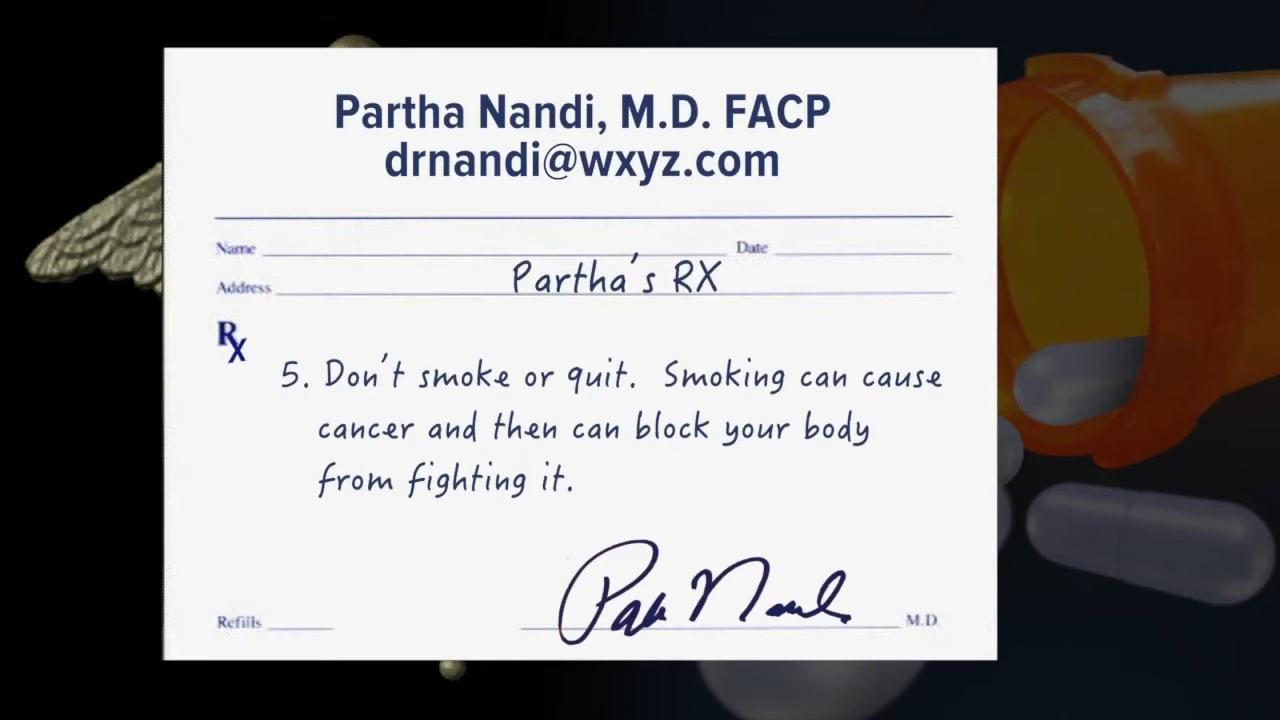 Partha Nandi, M.D. FACP
drnandi@wxyz.com
Name Date
Partha's RX
Address
Rx
5. Don't smoke or quit. Smoking can cause
cancer and then can block your body
from fighting it.
Refills M.D.